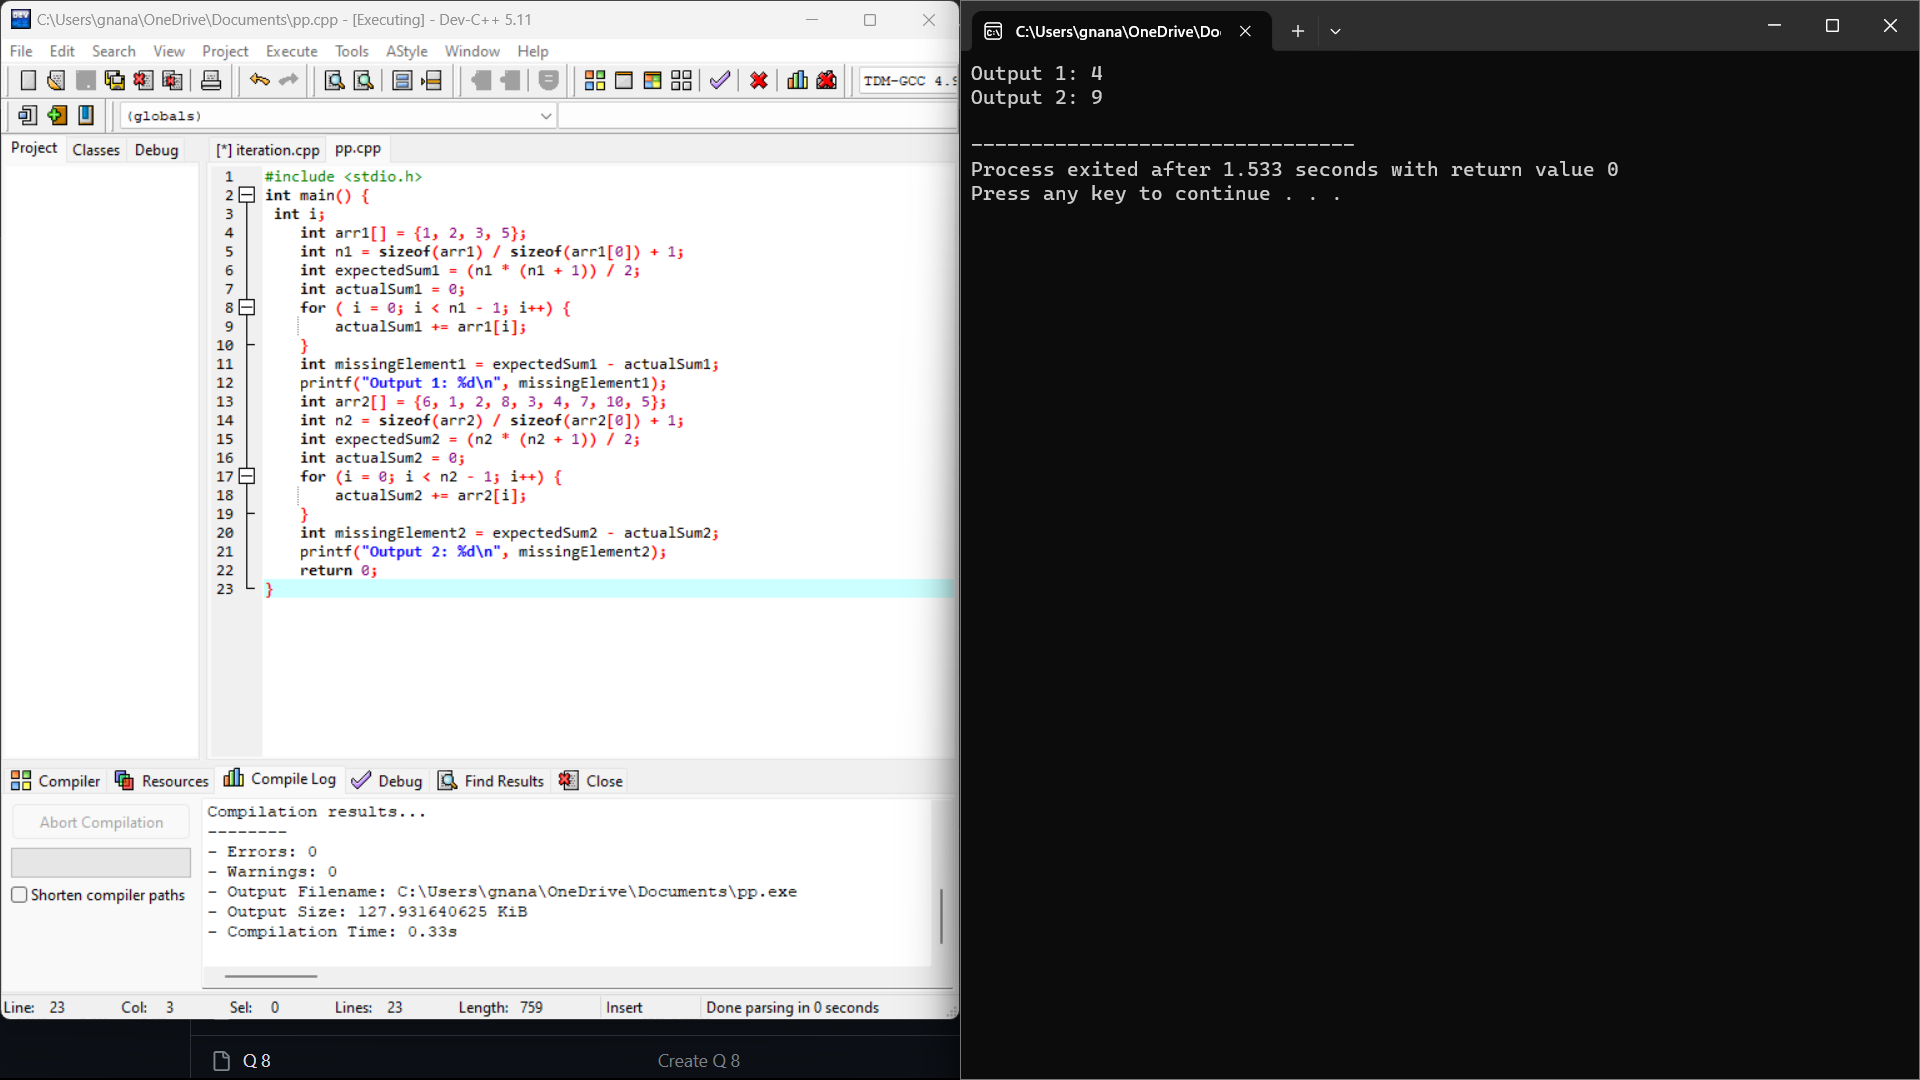 C:\Users\gnana\OneDrive\Documents\pp.cpp - [Executing] - Dev-C++ 5.11
File Edit Search View Project Execute Tools AStyle Window Help
TDM-GCC 4.9
(globals)
Project Classes Debug
[*] iteration.cpp pp.cpp
1 #include <stdio.h>
2 int main() {
3 int i;
4 int arr1[] = {1, 2, 3, 5};
5 int n1 = sizeof(arr1) / sizeof(arr1[0]) + 1;
6 int expectedSum1 = (n1 * (n1 + 1)) / 2;
7 int actualSum1 = 0;
8 for ( i = 0; i < n1 - 1; i++) {
9 actualSum1 += arr1[i];
10 }
11 int missingElement1 = expectedSum1 - actualSum1;
12 printf("Output 1: %d\n", missingElement1);
13 int arr2[] = {6, 1, 2, 8, 3, 4, 7, 10, 5};
14 int n2 = sizeof(arr2) / sizeof(arr2[0]) + 1;
15 int expectedSum2 = (n2 * (n2 + 1)) / 2;
16 int actualSum2 = 0;
17 for (i = 0; i < n2 - 1; i++) {
18 actualSum2 += arr2[i];
19 }
20 int missingElement2 = expectedSum2 - actualSum2;
21 printf("Output 2: %d\n", missingElement2);
22 return 0;
23 }
Compiler Resources Compile Log Debug Find Results Close
Abort Compilation
Shorten compiler paths
Compilation results...
--------
- Errors: 0
- Warnings: 0
- Output Filename: C:\Users\gnana\OneDrive\Documents\pp.exe
- Output Size: 127.931640625 KiB
- Compilation Time: 0.33s
Line: 23 Col: 3 Sel: 0 Lines: 23 Length: 759 Insert Done parsing in 0 seconds
Q 8 Create Q 8
C:\Users\gnana\OneDrive\Do
Output 1: 4
Output 2: 9
--------------------------------
Process exited after 1.533 seconds with return value 0
Press any key to continue . . .